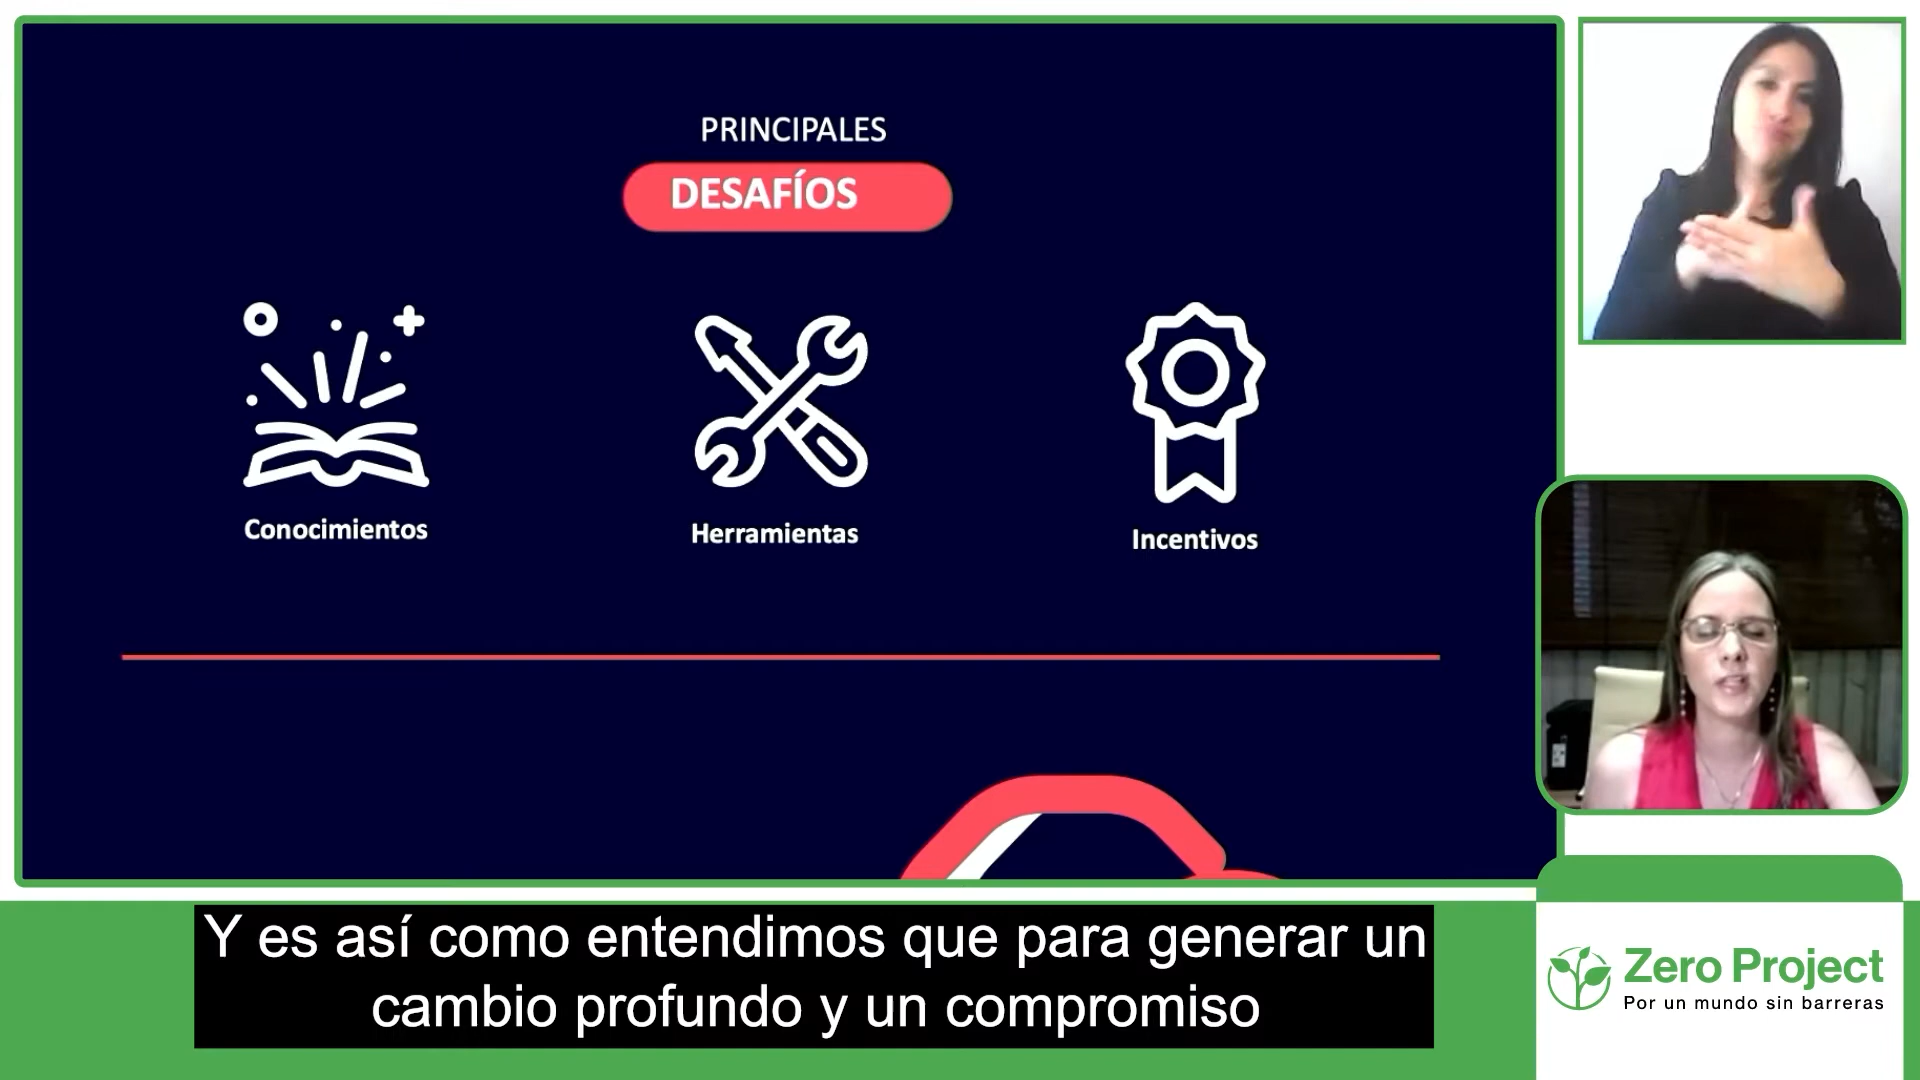 PRINCIPALES
DESAFÍOS
Conocimientos
Herramientas
Incentivos
Y es así como entendimos que para generar un
cambio profundo y un compromiso
Zero Project
Por un mundo sin barreras